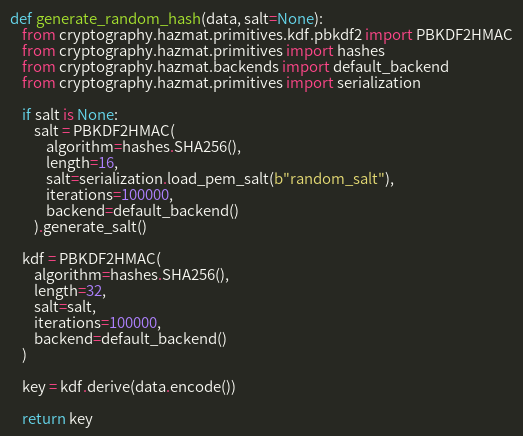 def generate_random_hash(data, salt=None):
from cryptography.hazmat.primitives.kdf.pbkdf2 import PBKDF2HMAC
from cryptography.hazmat.primitives import hashes
from cryptography.hazmat.backends import default_backend
from cryptography.hazmat.primitives import serialization
if salt is None:
salt = PBKDF2HMAC(
algorithm=hashes.SHA256(),
length=16,
salt=serialization.load_pem_salt(b"random_salt"),
iterations=100000,
backend=default_backend()
).generate_salt()
kdf = PBKDF2HMAC(
algorithm=hashes.SHA256(),
length=32,
salt=salt,
iterations=100000,
backend=default_backend()
)
key = kdf.derive(data.encode())
return key